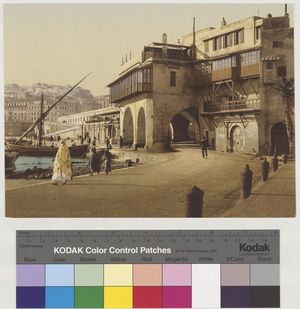 KODAK Color Control Patches
Kodak
Blue Cyan Green Yellow Red Magenta White 3/Color Black